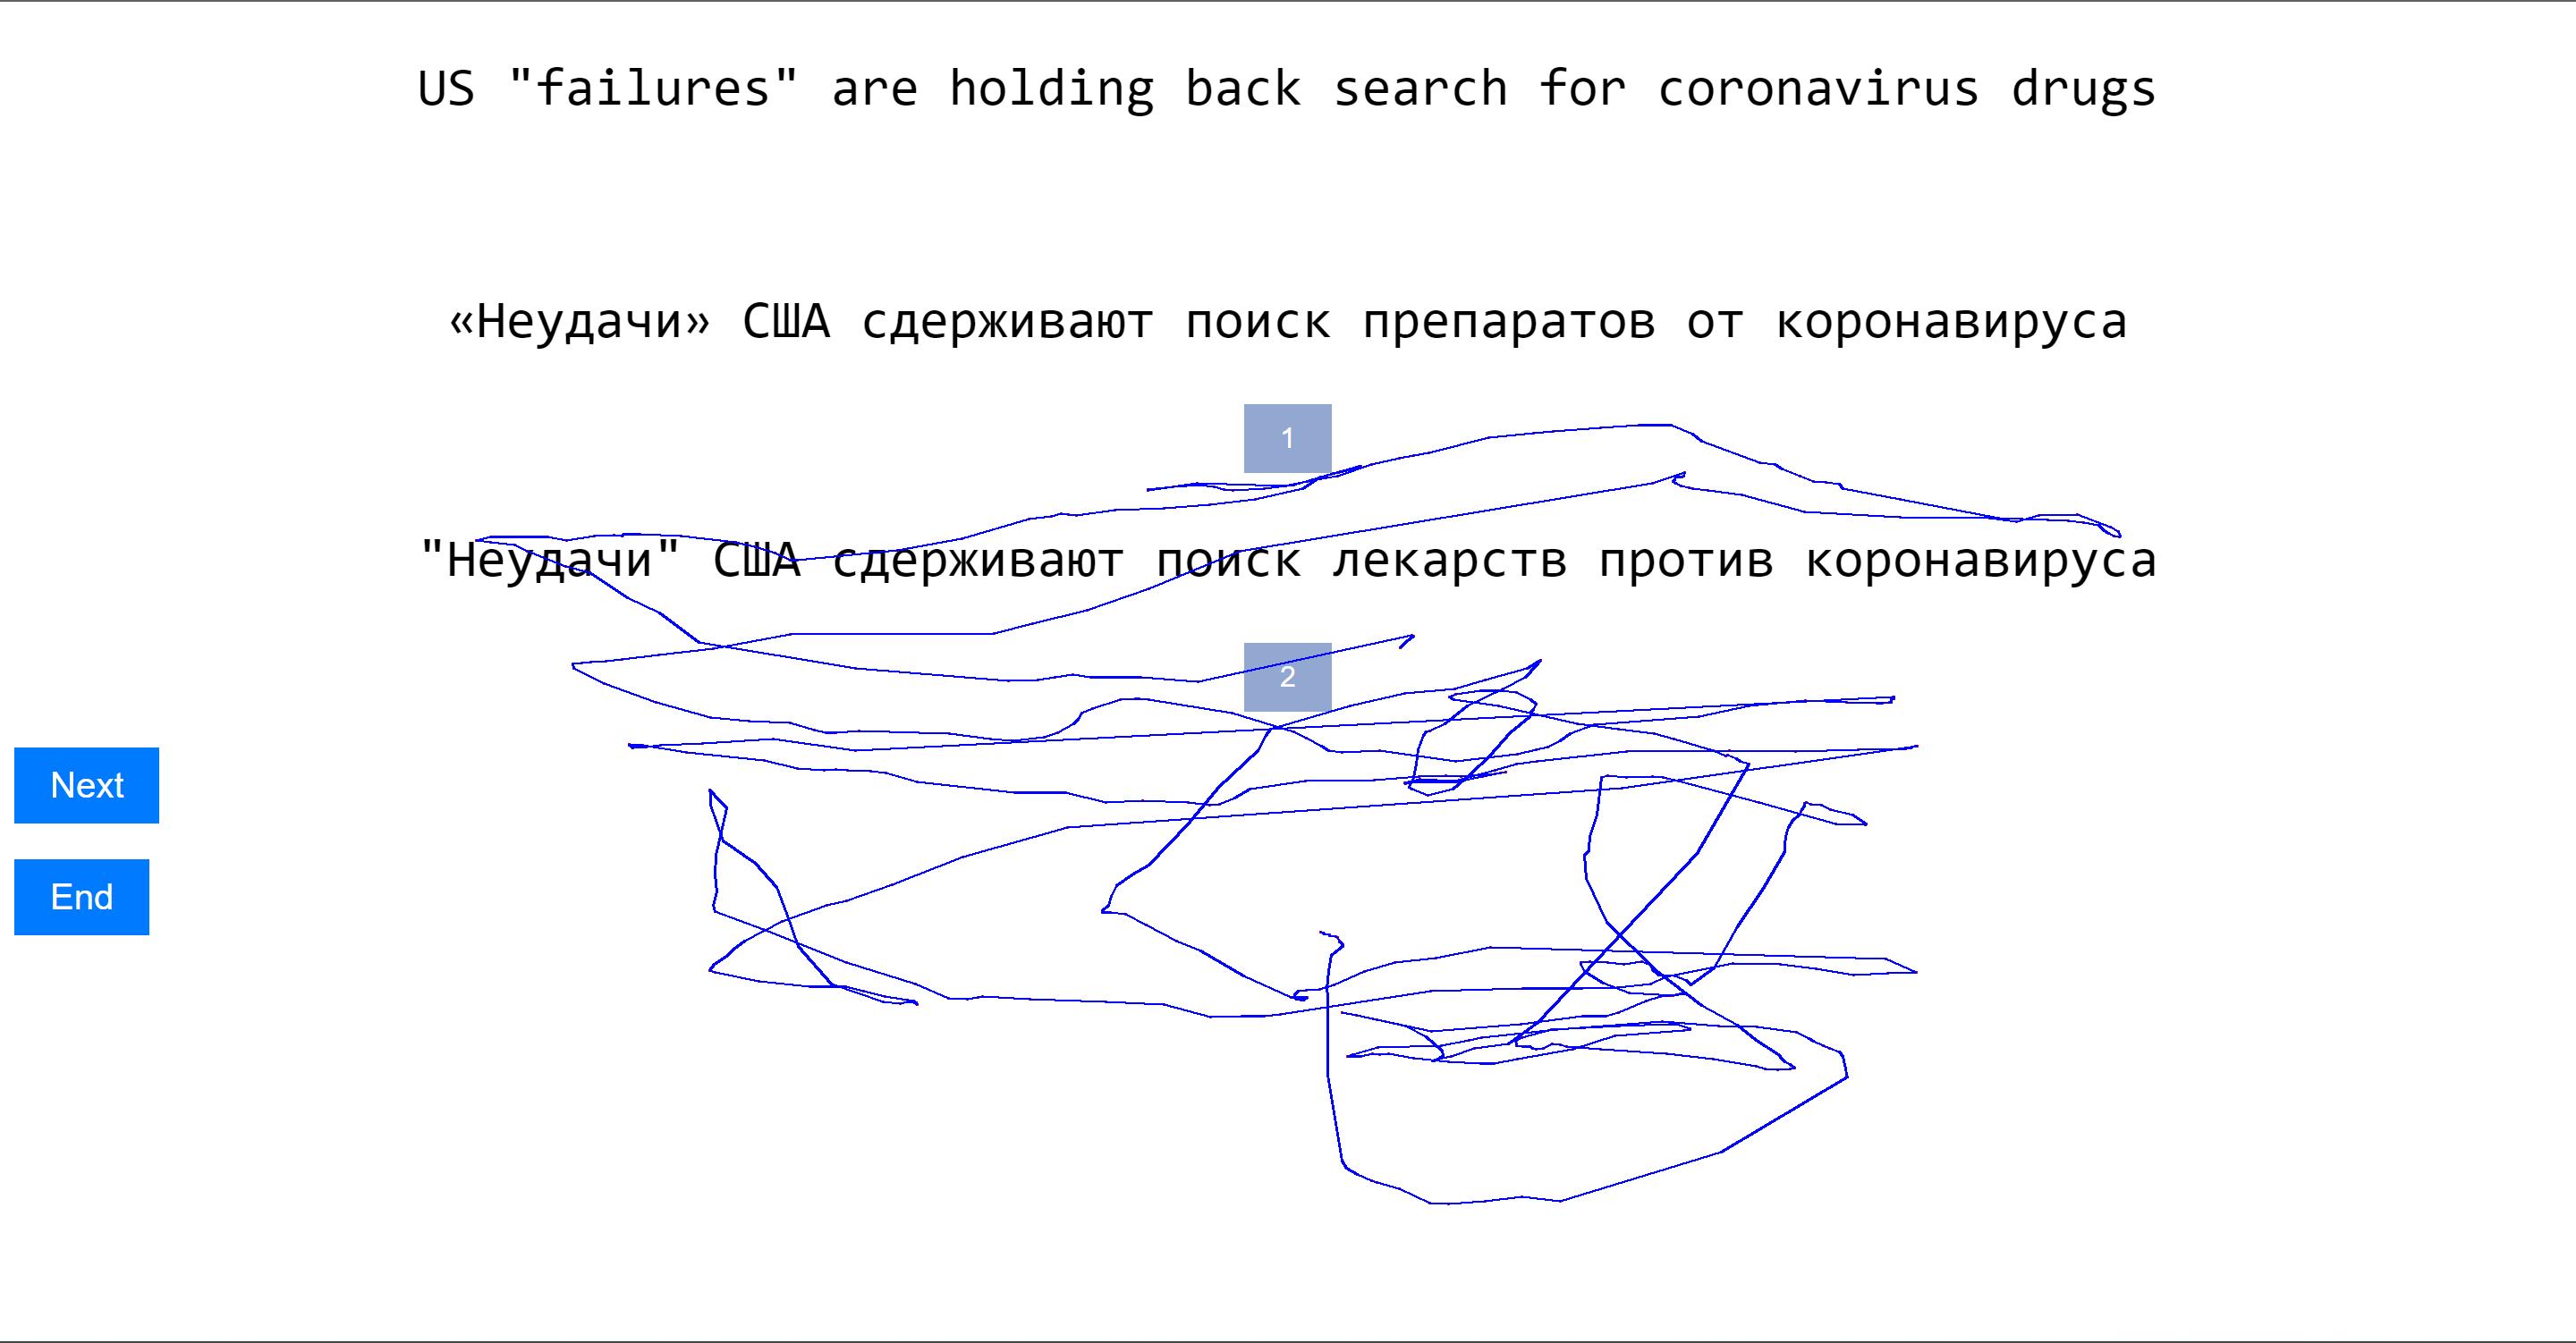 US "failures" are holding back search for coronavirus drugs
«Неудачи» США сдерживают поиск препаратов от коронавируса
1
"Неудачи" США сдерживают поиск лекарств против коронавируса
2
Next
End